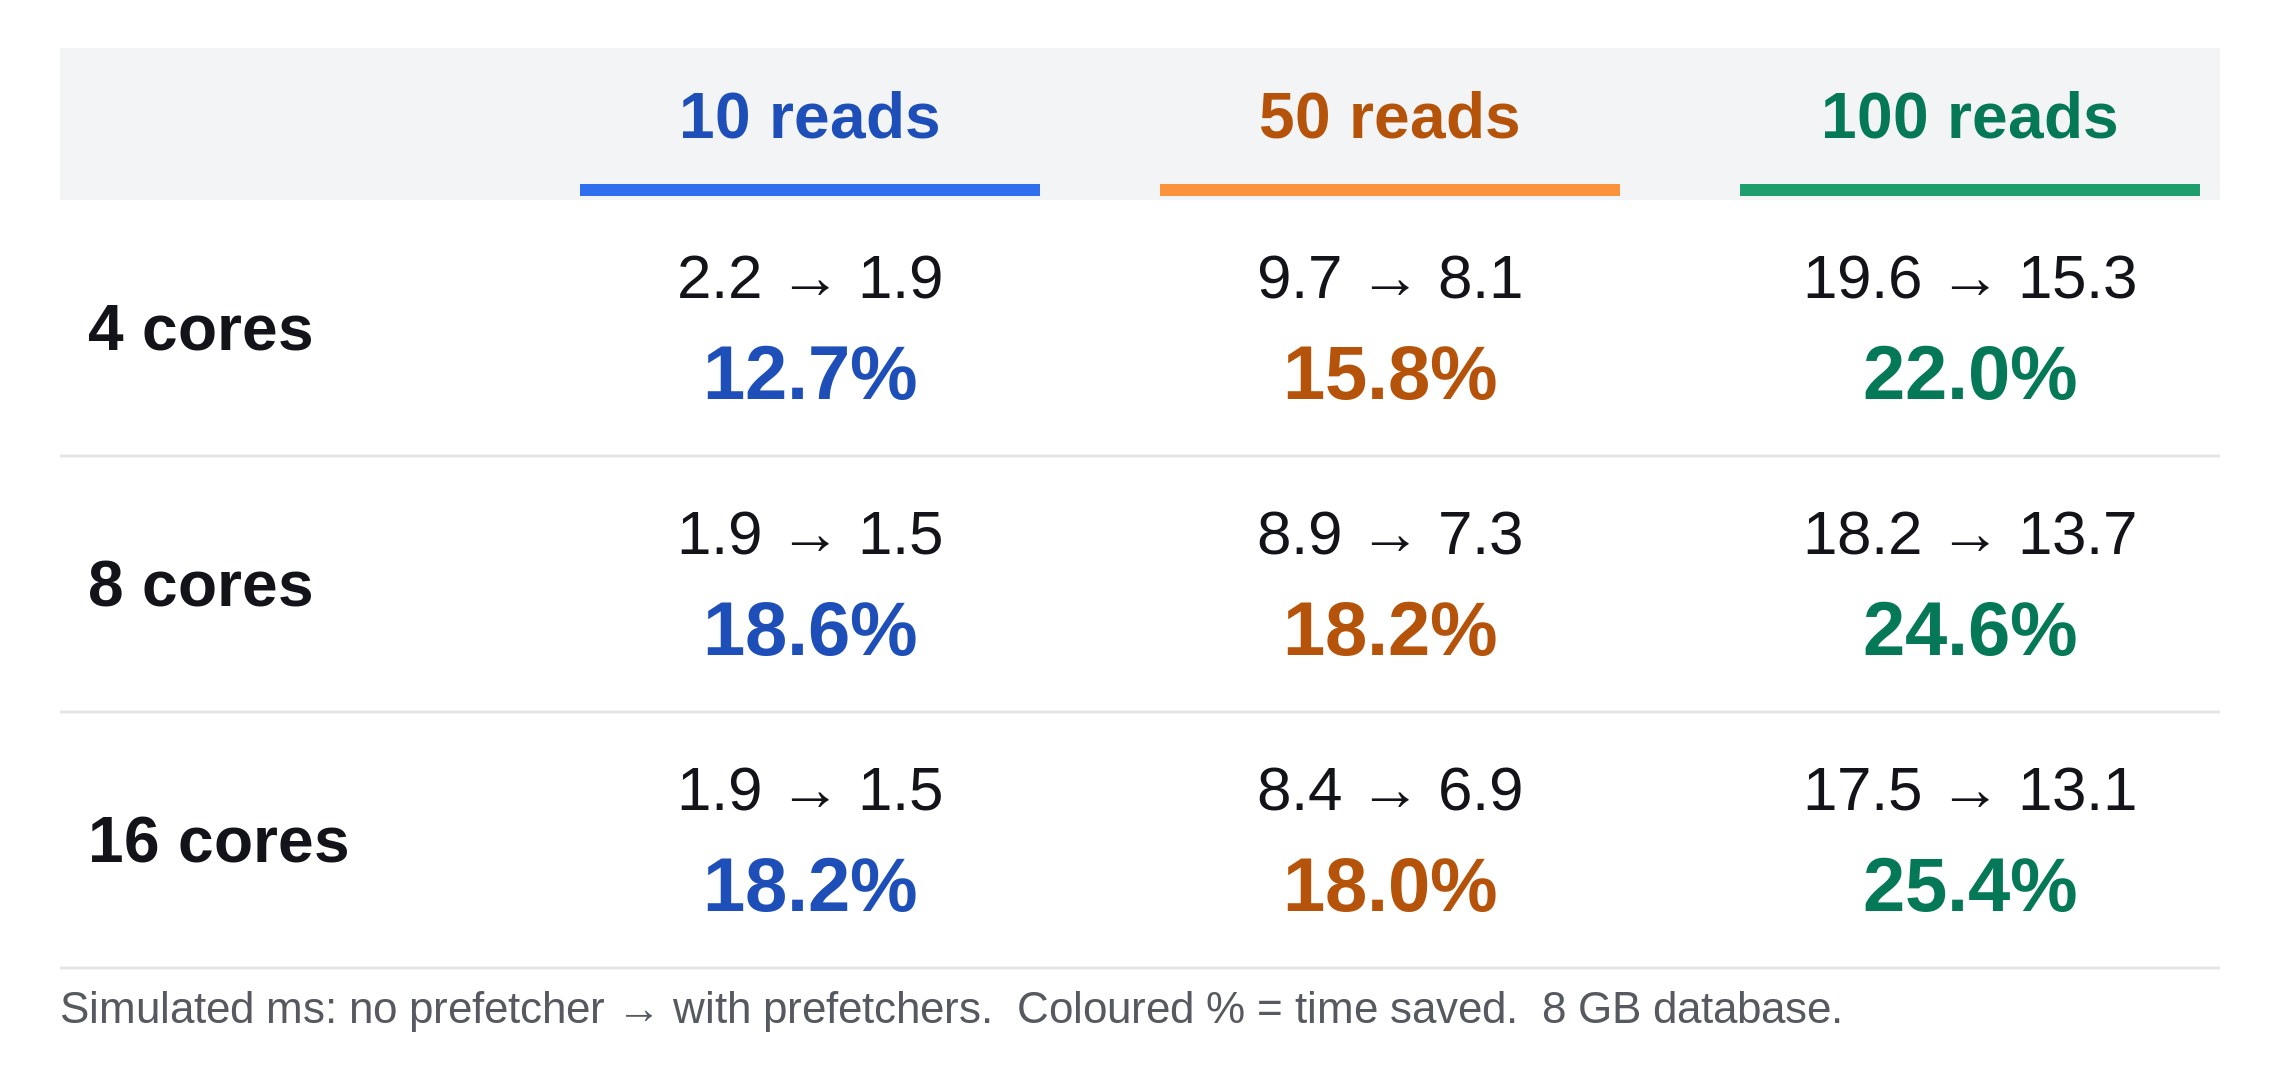 10 reads 50 reads 100 reads
4 cores
2.2 → 1.9 9.7 → 8.1 19.6 → 15.3
12.7% 15.8% 22.0%
8 cores
1.9 → 1.5 8.9 → 7.3 18.2 → 13.7
18.6% 18.2% 24.6%
16 cores
1.9 → 1.5 8.4 → 6.9 17.5 → 13.1
18.2% 18.0% 25.4%
Simulated ms: no prefetcher → with prefetchers.  Coloured % = time saved.  8 GB database.